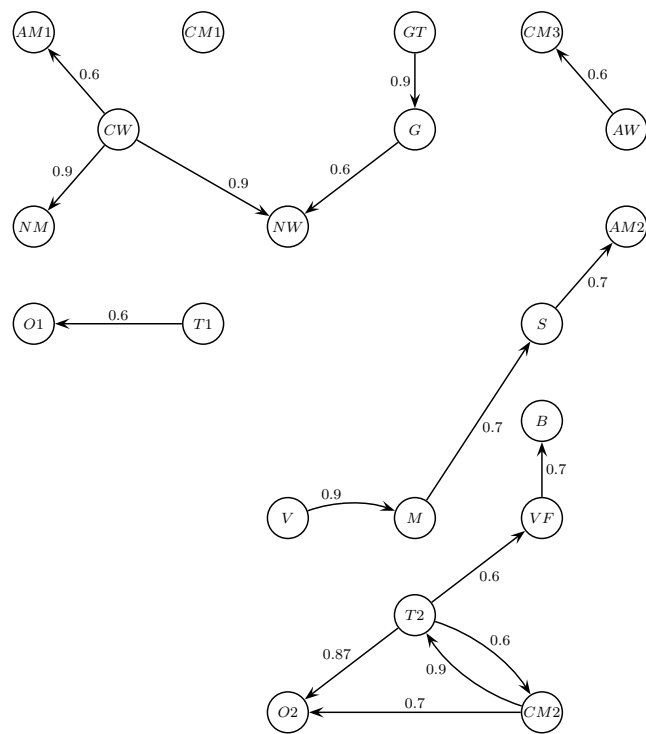 AM1 CM1 GT CM3
0.6 0.9 0.6
CW G AW
0.9 0.9 0.6
NM NW AM2
0.7
O1 0.6 T1 S
B
0.7
0.7
0.9
V M VF
0.6
T2
0.87 0.6
0.9
O2 0.7 CM2